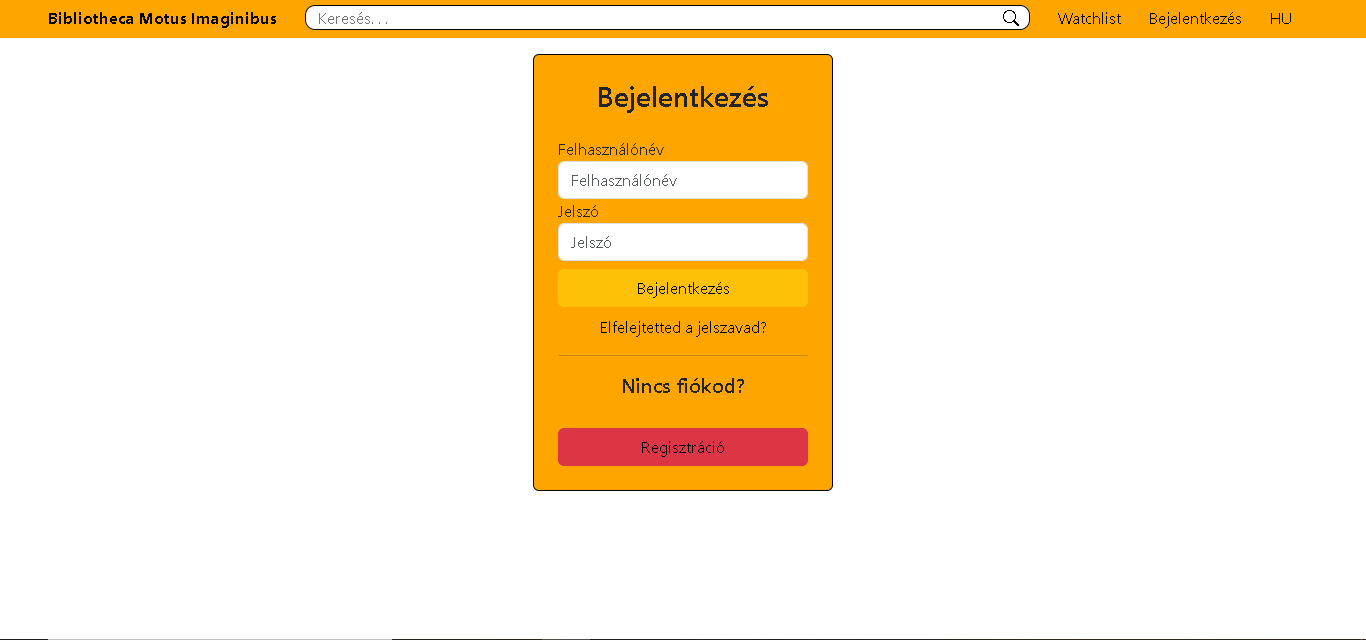 Bibliotheca Motus Imaginibus
Keresés...
Watchlist
Bejelentkezés
HU
Bejelentkezés
Felhasználónév
Felhasználónév
Jelszó
Jelszó
Bejelentkezés
Elfelejtetted a jelszavad?
Nincs fiókod?
Regisztráció